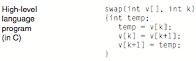 High-level
language
program
(in C)
swap(int v[], int k)
{int temp;
temp = v[k];
v[k] = v[k+1];
v[k+1] = temp;
}